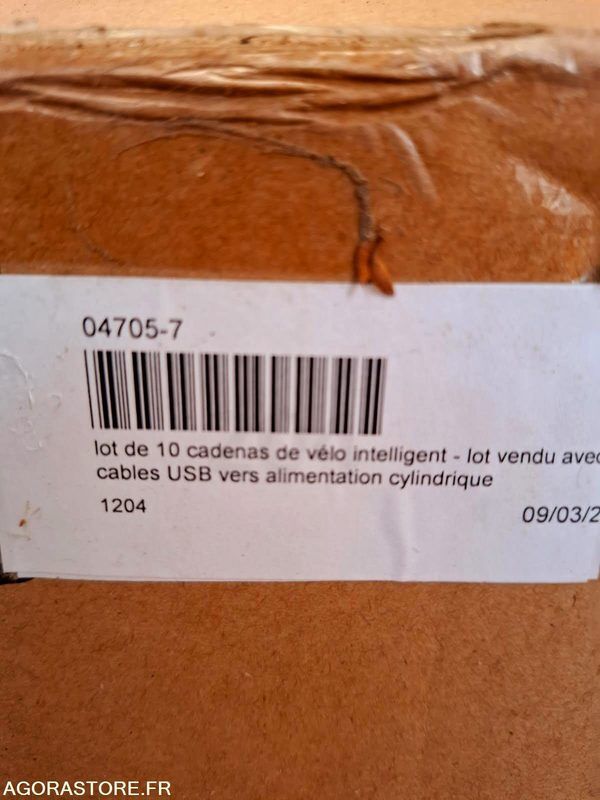 04705-7
lot de 10 cadenas de vélo intelligent - lot vendu avec
cables USB vers alimentation cylindrique
1204
09/03/2
AGORASTORE.FR